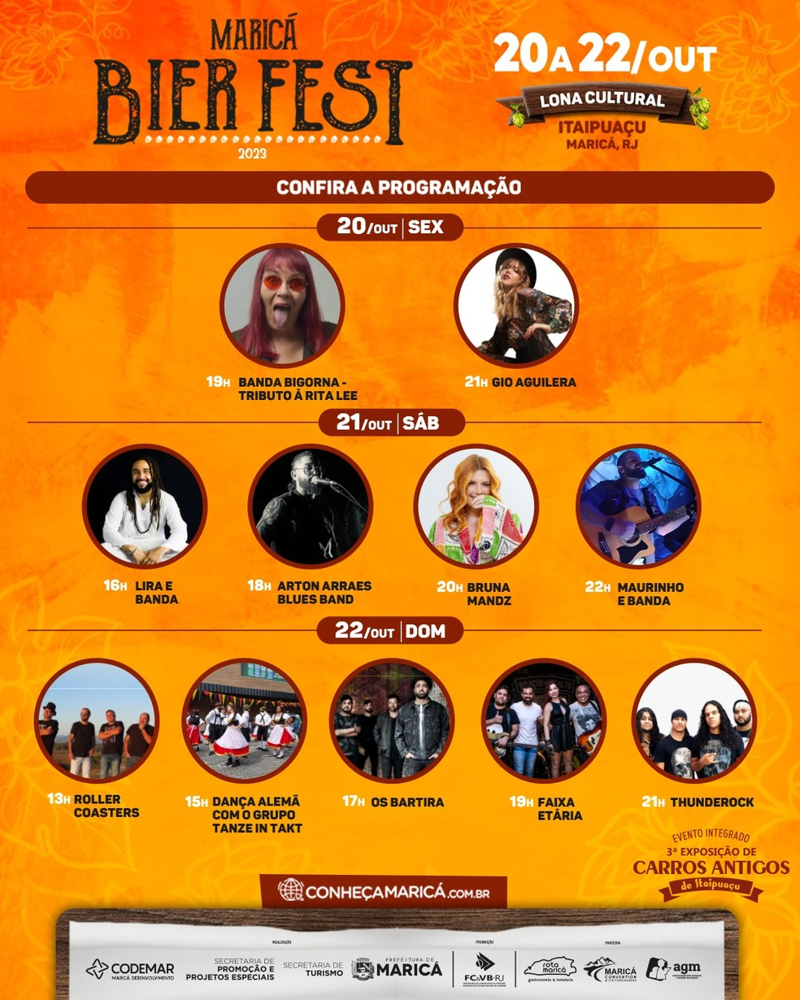 MARICÁ
BIER FEST
2023
20 A 22/OUT
LONA CULTURAL
ITAIPUAÇU
MARICÁ, RJ
CONFIRA A PROGRAMAÇÃO
20/OUT | SEX
19H BANDA BIGORNA -
TRIBUTO À RITA LEE
21H GIO AGUILERA
21/OUT | SÁB
16H LIRA E
BANDA
18H ARTON ARRAES
BLUES BAND
20H BRUNA
MANDZ
22H MAURINHO
E BANDA
22/OUT | DOM
13H ROLLER
COASTERS
15H DANÇA ALEMÃ
COM O GRUPO
TANZE IN TAKT
17H OS BARTIRA
19H FAIXA
ETÁRIA
21H THUNDEROCK
EVENTO INTEGRADO
3ª EXPOSIÇÃO DE
CARROS ANTIGOS
de Itaipuaçu
CONHEÇAMARICÁ.COM.BR
REALIZAÇÃO
PROMOÇÃO
PARCERIA
CODEMAR
MARICÁ DESENVOLVIMENTO
SECRETARIA DE
PROMOÇÃO E
PROJETOS ESPECIAIS
SECRETARIA DE
TURISMO
PREFEITURA DE
MARICÁ
FC&VB-RJ
rota
maricá
gastronomia & hotelaria
MARICÁ
CONVENTION
& VISITORS BUREAU
agm